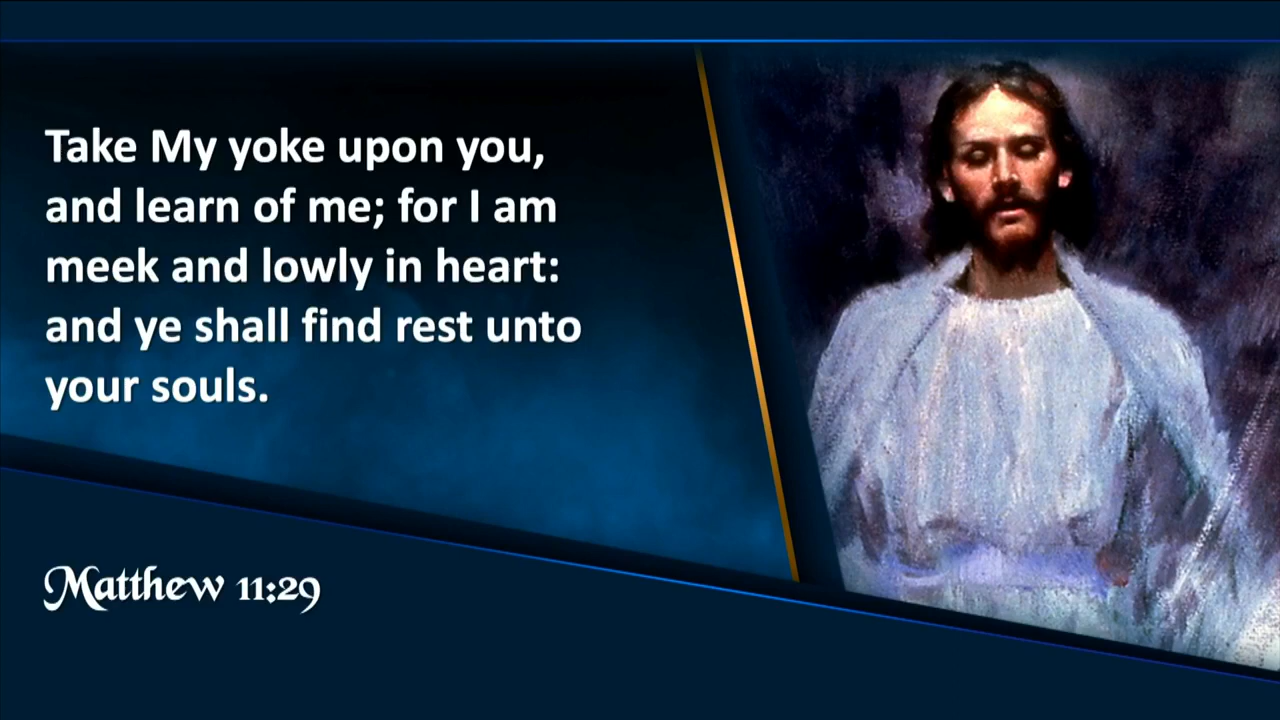 Take My yoke upon you,
and learn of me; for I am
meek and lowly in heart:
and ye shall find rest unto
your souls.
Matthew 11:29